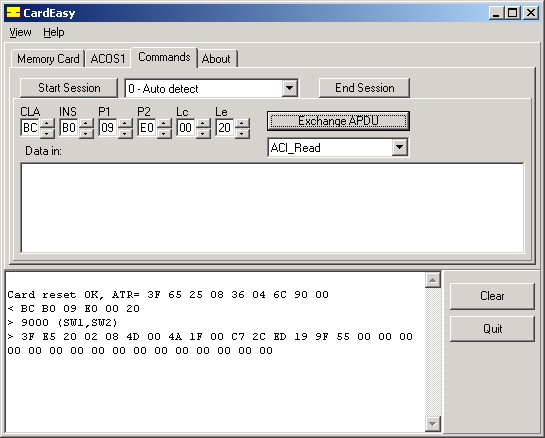 CardEasy
View Help
Memory Card ACOS1 Commands About
Start Session 0 - Auto detect End Session
CLA INS P1 P2 Lc Le
BC B0 09 E0 00 20 Exchange APDU
Data in: ACI_Read
Card reset OK, ATR= 3F 65 25 08 36 04 6C 90 00
< BC B0 09 E0 00 20
> 9000 (SW1,SW2)
> 3F E5 20 02 08 4D 00 4A 1F 00 C7 2C ED 19 9F 55 00 00 00
00 00 00 00 00 00 00 00 00 00 00 00 00
Clear
Quit